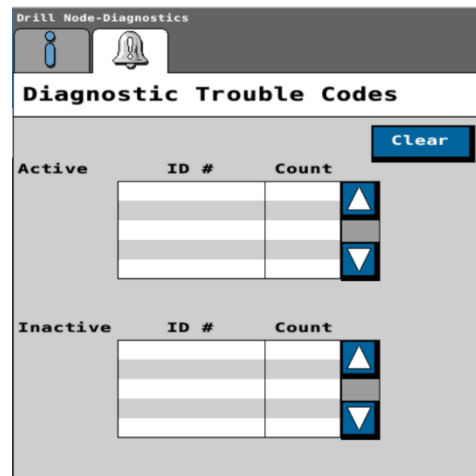 Drill Node-Diagnostics
Diagnostic Trouble Codes
Clear
Active ID # Count
Inactive ID # Count